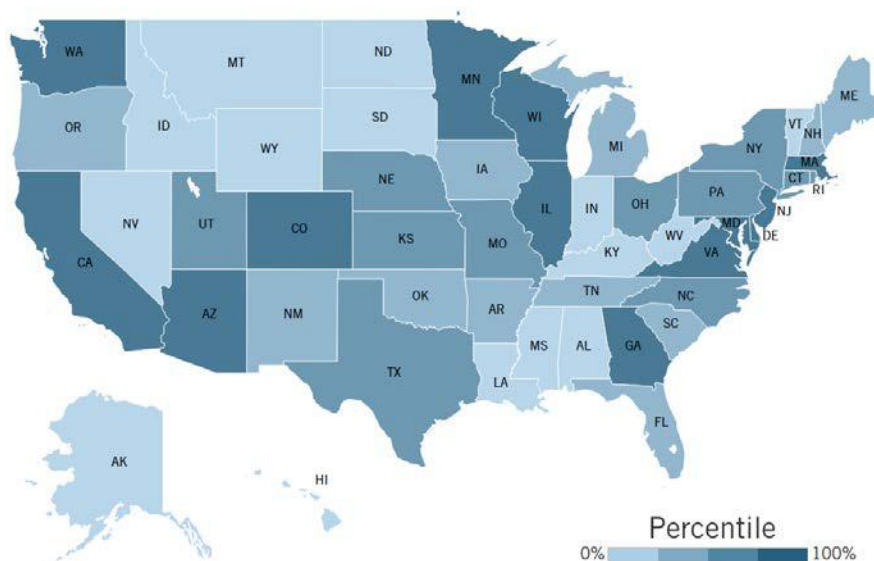 WA
MT
ND
MN
ME
OR
ID
SD
WI
VT
NH
WY
MI
NY
MA
NE
IA
CT
RI
PA
NV
UT
CO
IL
IN
OH
NJ
MD
DE
CA
KS
MO
WV
VA
KY
AZ
NM
OK
AR
TN
NC
SC
TX
MS
AL
GA
LA
FL
AK
HI
Percentile
0% 100%